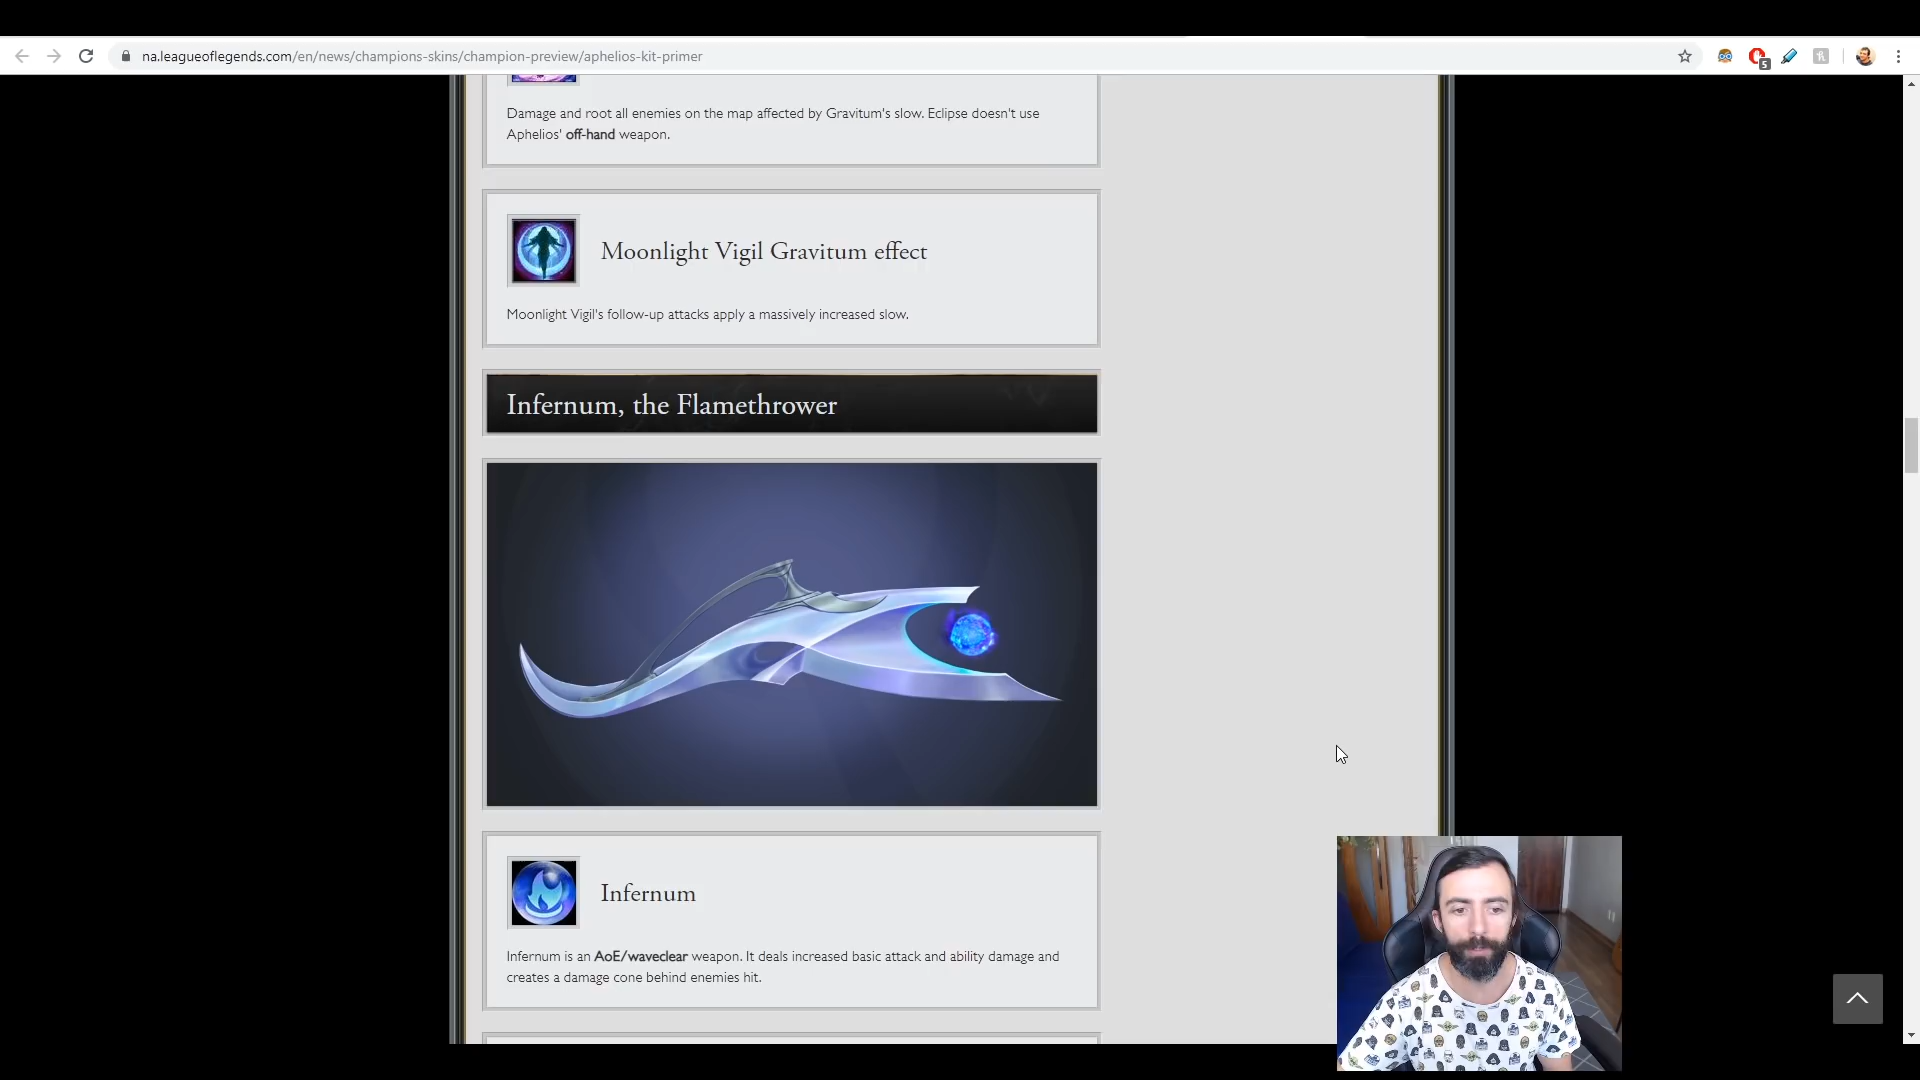 na.leagueoflegends.com/en/news/champions-skins/champion-preview/aphelios-kit-primer
5
Damage and root all enemies on the map affected by Gravitum's slow. Eclipse doesn't use
Aphelios' off-hand weapon.
Moonlight Vigil Gravitum effect
Moonlight Vigil's follow-up attacks apply a massively increased slow.
Infernum, the Flamethrower
Infernum
Infernum is an AoE/waveclear weapon. It deals increased basic attack and ability damage and
creates a damage cone behind enemies hit.